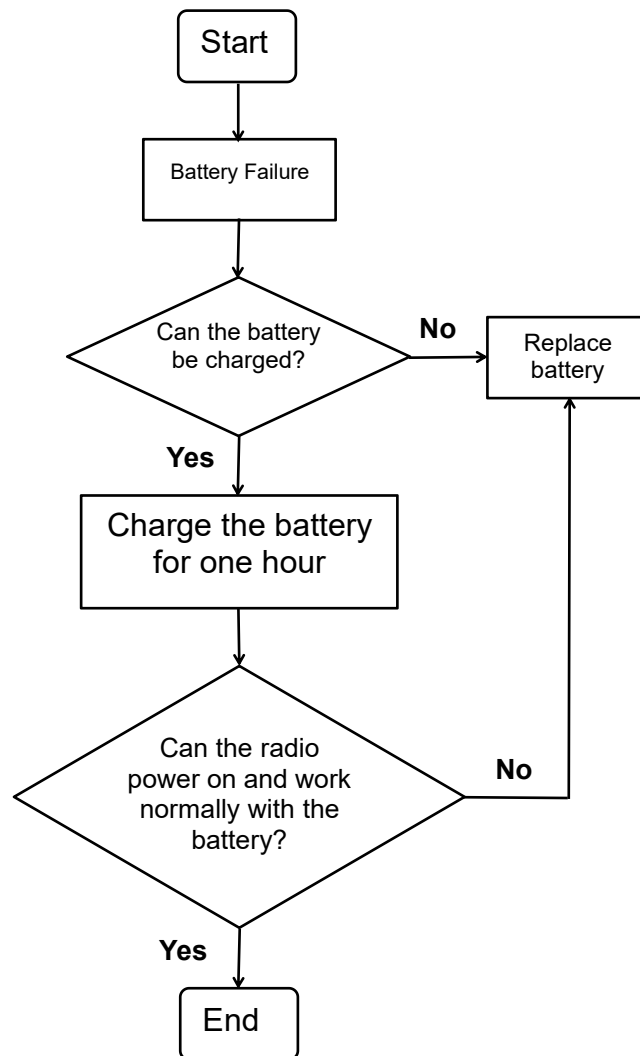 Start
Battery Failure
Can the battery
be charged?
No
Replace
battery
Yes
Charge the battery
for one hour
Can the radio
power on and work
normally with the
battery?
No
Yes
End